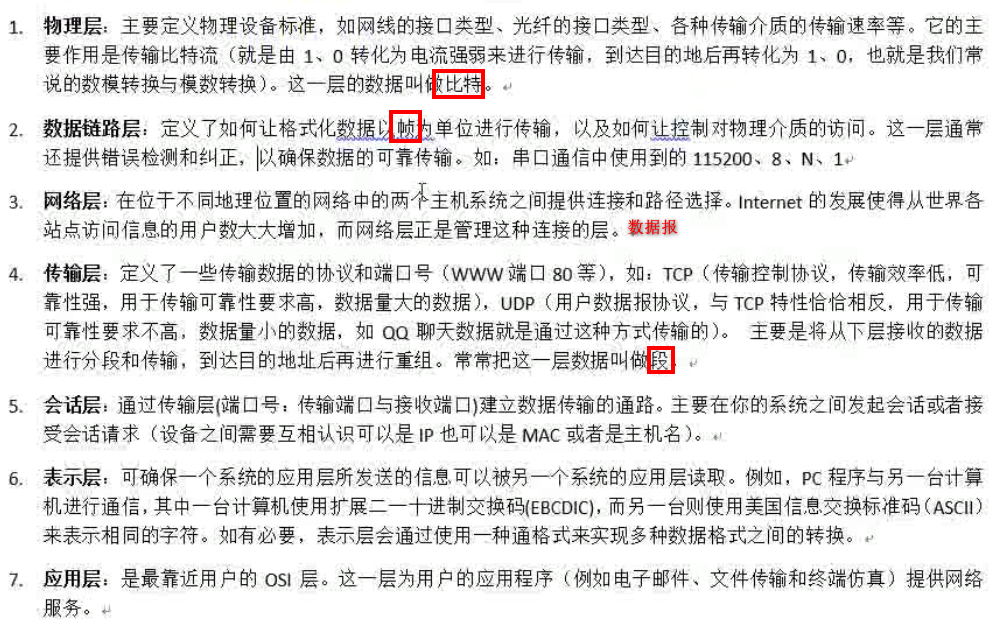 1. 物理层：主要定义物理设备标准，如网线的接口类型、光纤的接口类型、各种传输介质的传输速率等。它的主
要作用是传输比特流（就是由 1、0 转化为电流强弱来进行传输，到达目的地后再转化为 1、0，也就是我们常
说的数模转换与模数转换）。这一层的数据叫做比特。
2. 数据链路层：定义了如何让格式化数据以帧为单位进行传输，以及如何让控制对物理介质的访问。这一层通常
还提供错误检测和纠正，以确保数据的可靠传输。如：串口通信中使用到的 115200、8、N、1
3. 网络层：在位于不同地理位置的网络中的两个主机系统之间提供连接和路径选择。Internet 的发展使得从世界各
站点访问信息的用户数大大增加，而网络层正是管理这种连接的层。数据报
4. 传输层：定义了一些传输数据的协议和端口号（WWW 端口 80 等），如：TCP（传输控制协议，传输效率低，可
靠性强，用于传输可靠性要求高，数据量大的数据），UDP（用户数据报协议，与 TCP 特性恰恰相反，用于传输
可靠性要求不高，数据量小的数据，如 QQ 聊天数据就是通过这种方式传输的）。 主要是将从下层接收的数据
进行分段和传输，到达目的地址后再进行重组。常常把这一层数据叫做段。
5. 会话层：通过传输层(端口号：传输端口与接收端口)建立数据传输的通路。主要在你的系统之间发起会话或者接
受会话请求（设备之间需要互相认识可以是 IP 也可以是 MAC 或者是主机名）。
6. 表示层：可确保一个系统的应用层所发送的信息可以被另一个系统的应用层读取。例如，PC 程序与另一台计算
机进行通信，其中一台计算机使用扩展二一十进制交换码(EBCDIC)，而另一台则使用美国信息交换标准码（ASCII）
来表示相同的字符。如有必要，表示层会通过使用一种通格式来实现多种数据格式之间的转换。
7. 应用层：是最靠近用户的 OSI 层。这一层为用户的应用程序（例如电子邮件、文件传输和终端仿真）提供网络
服务。